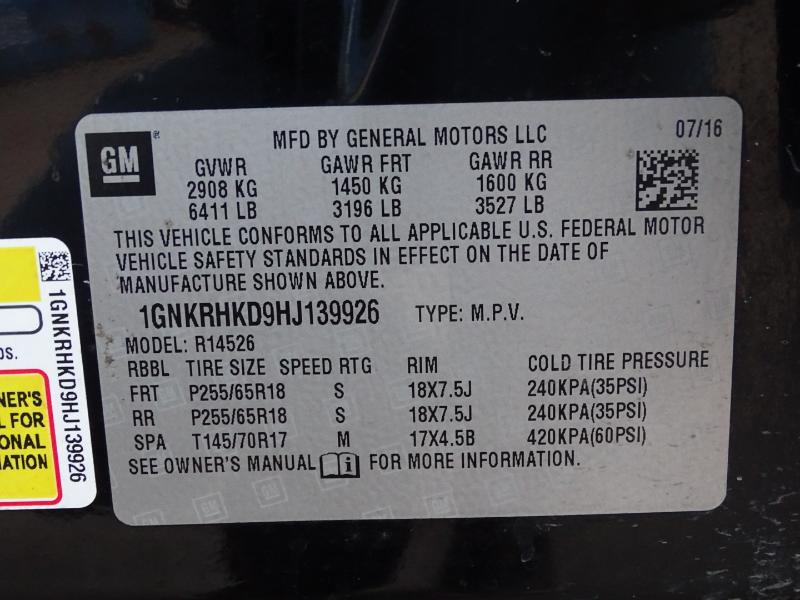 GM
MFD BY GENERAL MOTORS LLC
07/16
GVWR GAWR FRT GAWR RR
2908 KG 1450 KG 1600 KG
6411 LB 3196 LB 3527 LB
THIS VEHICLE CONFORMS TO ALL APPLICABLE U.S. FEDERAL MOTOR
VEHICLE SAFETY STANDARDS IN EFFECT ON THE DATE OF
MANUFACTURE SHOWN ABOVE.
1GNKRHKD9HJ139926 TYPE: M.P.V.
MODEL: R14526
RBBL TIRE SIZE SPEED RTG RIM COLD TIRE PRESSURE
FRT P255/65R18 S 18X7.5J 240KPA(35PSI)
RR P255/65R18 S 18X7.5J 240KPA(35PSI)
SPA T145/70R17 M 17X4.5B 420KPA(60PSI)
SEE OWNER'S MANUAL FOR MORE INFORMATION.
1GNKRHKD9HJ139926